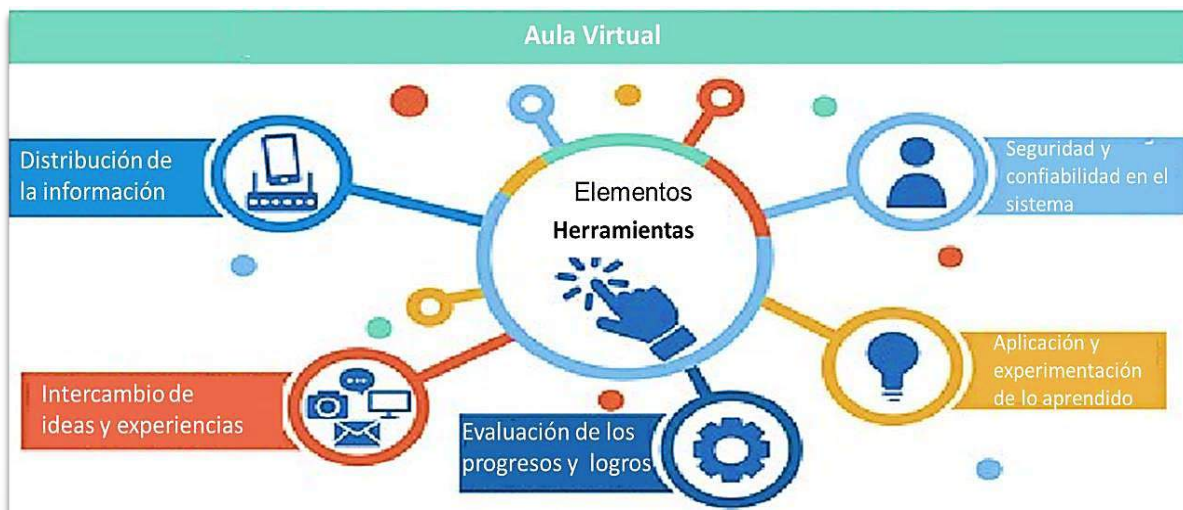 Aula Virtual
Distribución de
la información
Elementos
Herramientas
Seguridad y
confiabilidad en el
sistema
Intercambio de
ideas y experiencias
Evaluación de los
progresos y logros
Aplicación y
experimentación
de lo aprendido